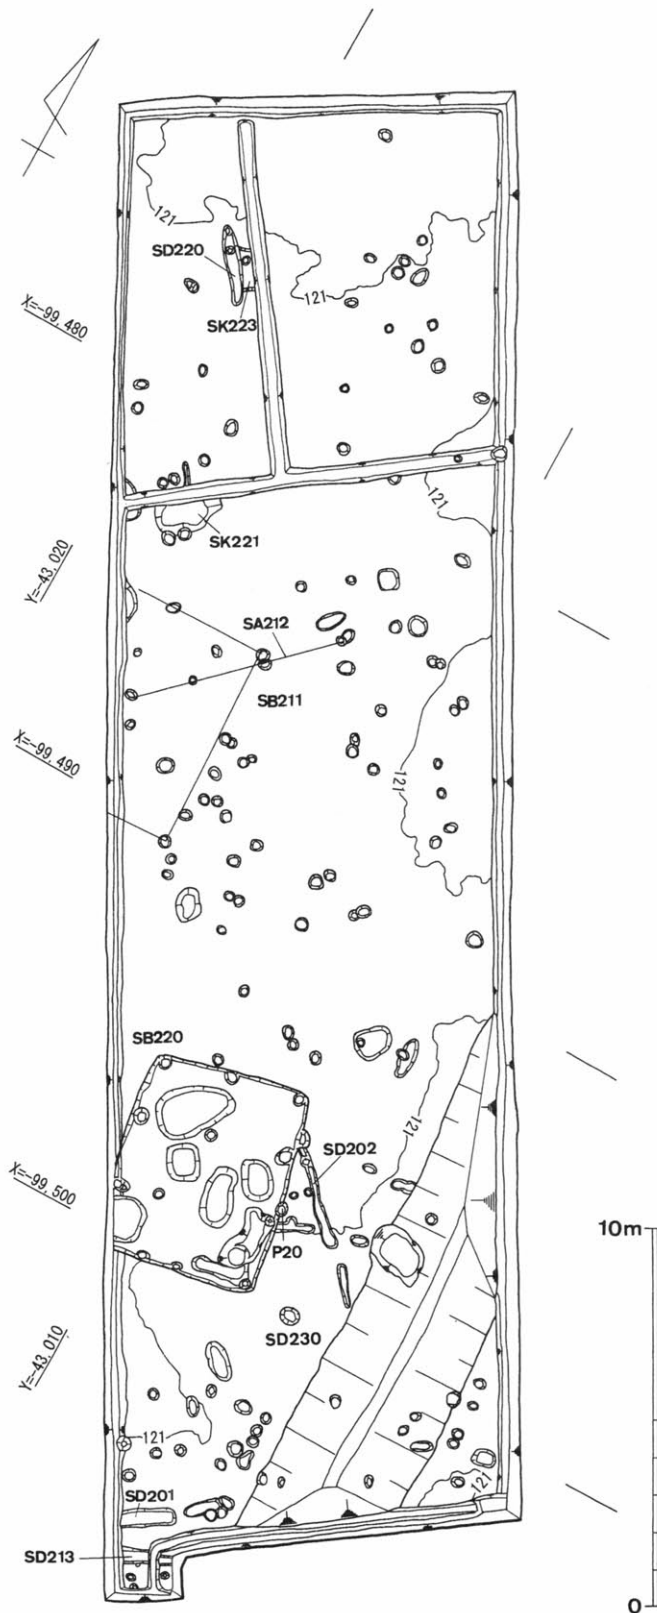 121
SD220
SK223
121
X=-99,480
121
SK221
Y=-43,020
SA212
SB211
X=-99,490
121
SB220
121
SD202
X=-99,500
10m
P20
SD230
Y=-43,010
121
121
SD201
SD213
0